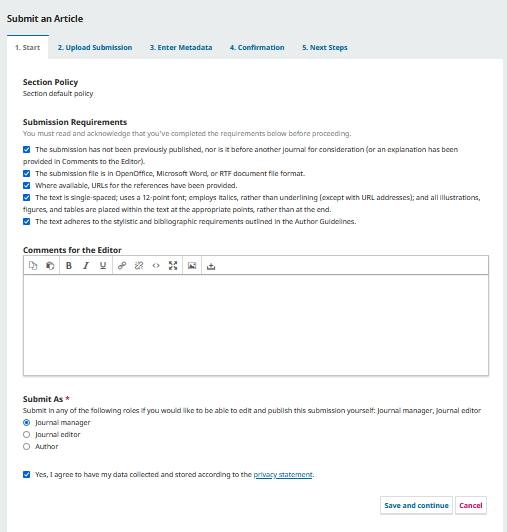 Submit an Article
1. Start 2. Upload Submission 3. Enter Metadata 4. Confirmation 5. Next Steps
Section Policy
Section default policy
Submission Requirements
You must read and acknowledge that you've completed the requirements below before proceeding.
The submission has not been previously published, nor is it before another journal for consideration (or an explanation has been
provided in Comments to the Editor).
The submission file is in OpenOffice, Microsoft Word, or RTF document file format.
Where available, URLs for the references have been provided.
The text is single-spaced; uses a 12-point font; employs italics, rather than underlining (except with URL addresses); and all illustrations,
figures, and tables are placed within the text at the appropriate points, rather than at the end.
The text adheres to the stylistic and bibliographic requirements outlined in the Author Guidelines.
Comments for the Editor
B I U
Submit As *
Submit in any of the following roles if you would like to be able to edit and publish this submission yourself: Journal manager, Journal editor
Journal manager
Journal editor
Author
Yes, I agree to have my data collected and stored according to the privacy statement.
Save and continue Cancel